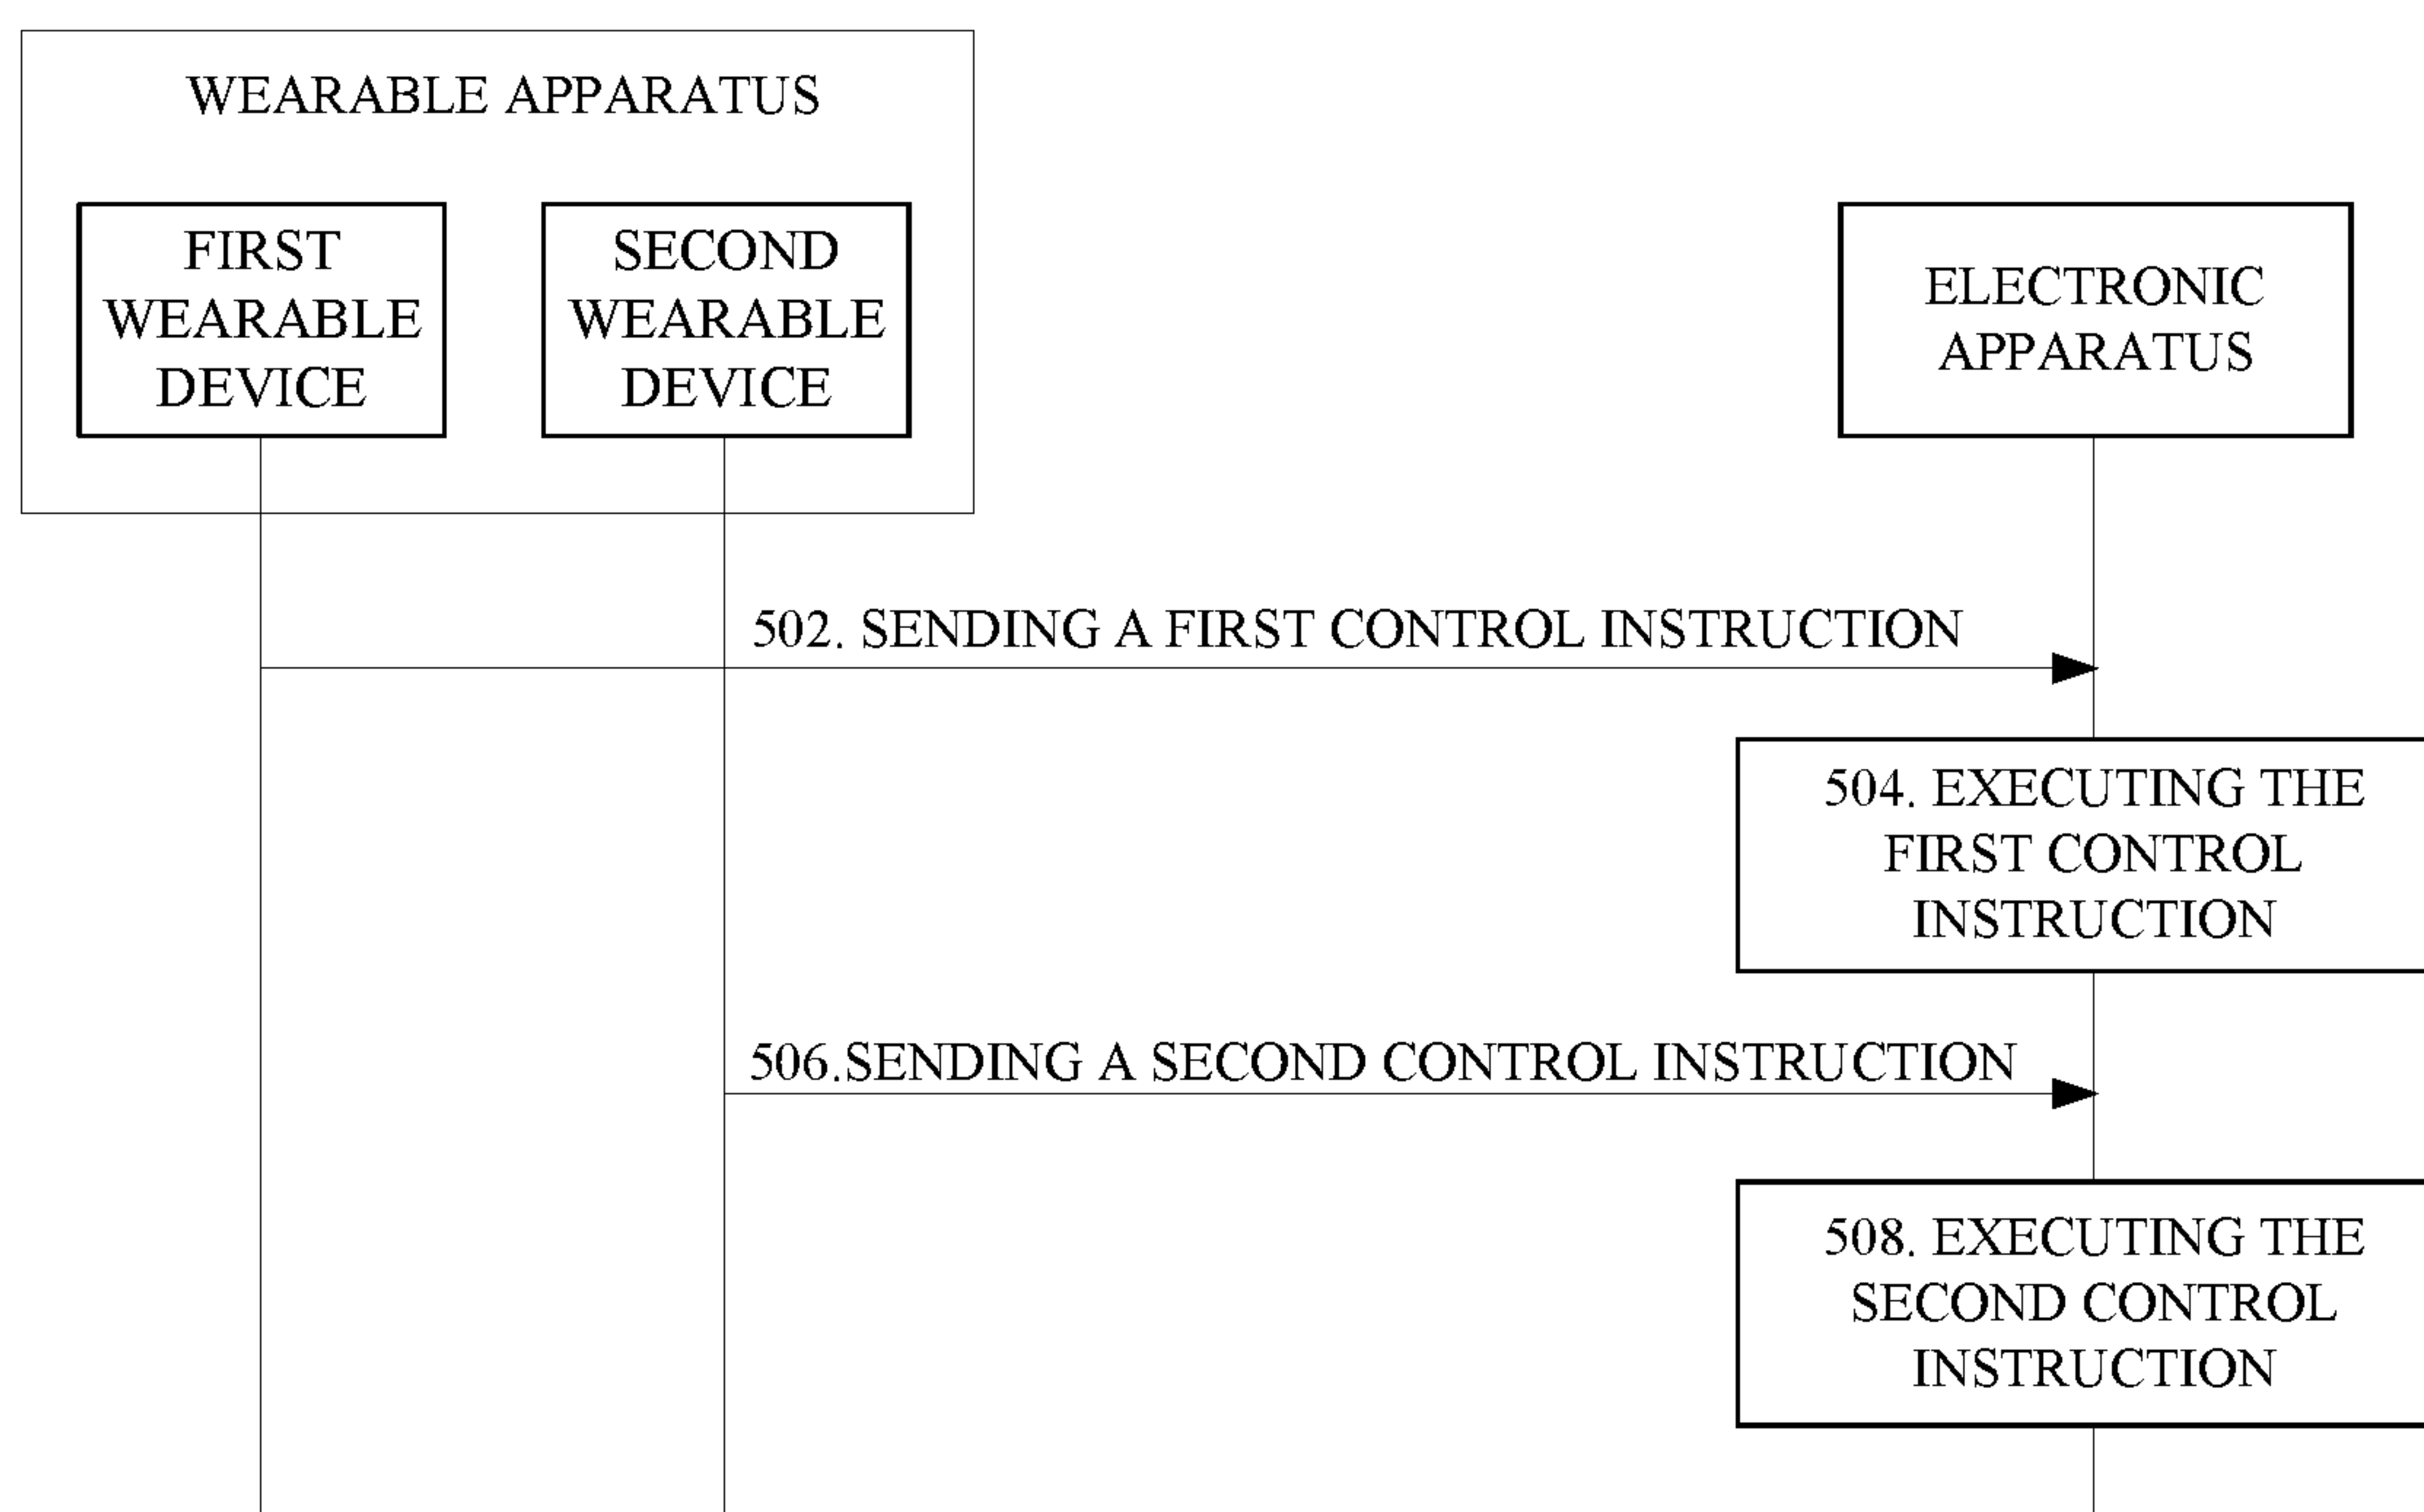 WEARABLE APPARATUS
FIRST
WEARABLE
DEVICE
SECOND
WEARABLE
DEVICE
ELECTRONIC
APPARATUS
502. SENDING A FIRST CONTROL INSTRUCTION
504. EXECUTING THE
FIRST CONTROL
INSTRUCTION
506.SENDING A SECOND CONTROL INSTRUCTION
508. EXECUTING THE
SECOND CONTROL
INSTRUCTION